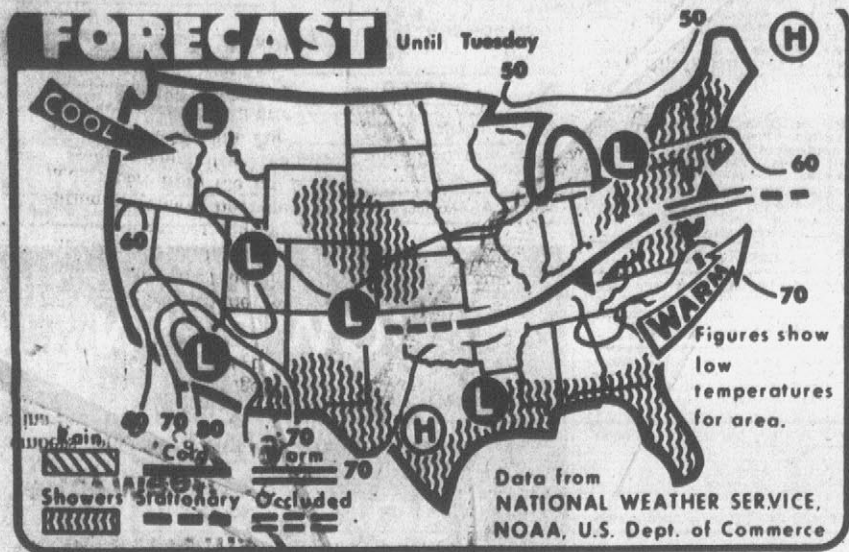 FORECAST Until Tuesday
50
50
H
COOL
L
L
60
60
L
L
WARM
70
L
Figures show
low
temperatures
for area.
L
H
70
80
70
70
Rain
Cold
Warm
Showers Stationary Occluded
Data from
NATIONAL WEATHER SERVICE,
NOAA, U.S. Dept. of Commerce